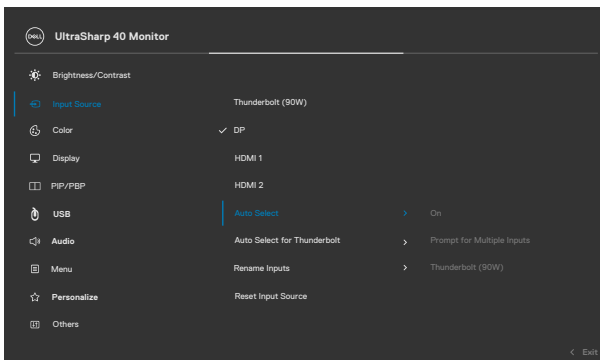 DELL UltraSharp 40 Monitor
Brightness/Contrast
Input Source Thunderbolt (90W)
Color DP
Display HDMI 1
PIP/PBP HDMI 2
USB Auto Select On
Audio Auto Select for Thunderbolt Prompt for Multiple Inputs
Menu Rename Inputs Thunderbolt (90W)
Personalize Reset Input Source
Others
Exit